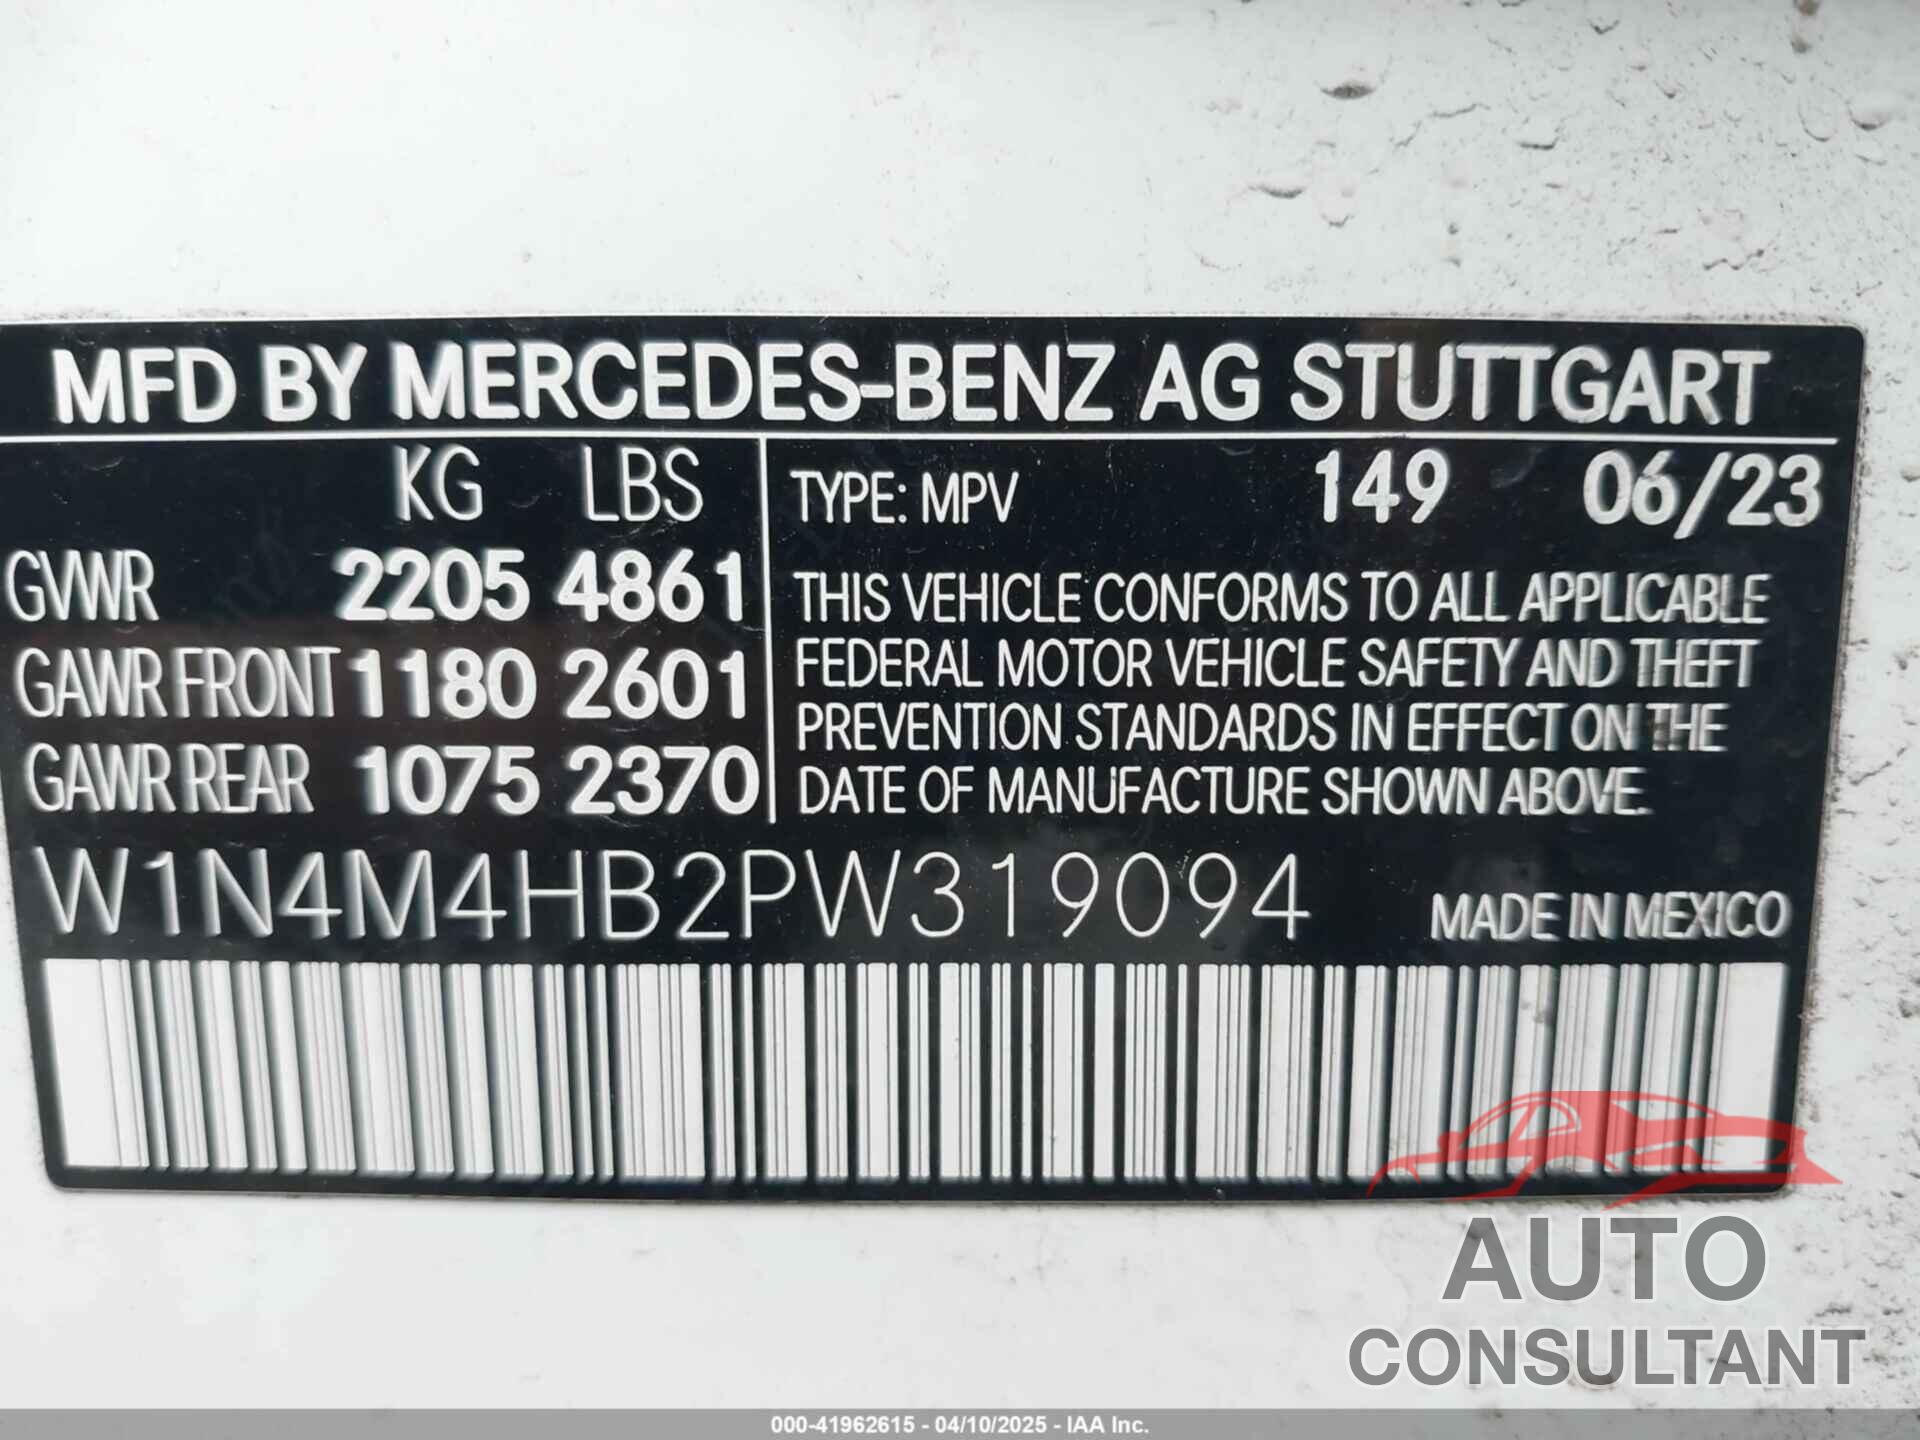 MFD BY MERCEDES-BENZ AG STUTTGART
KG LBS
GVWR 2205 4861
GAWR FRONT 1180 2601
GAWR REAR 1075 2370
TYPE: MPV 149 06/23
THIS VEHICLE CONFORMS TO ALL APPLICABLE
FEDERAL MOTOR VEHICLE SAFETY AND THEFT
PREVENTION STANDARDS IN EFFECT ON THE
DATE OF MANUFACTURE SHOWN ABOVE.
W1N4M4HB2PW319094 MADE IN MEXICO
AUTO
CONSULTANT
000-41962615 - 04/10/2025 - IAA Inc.